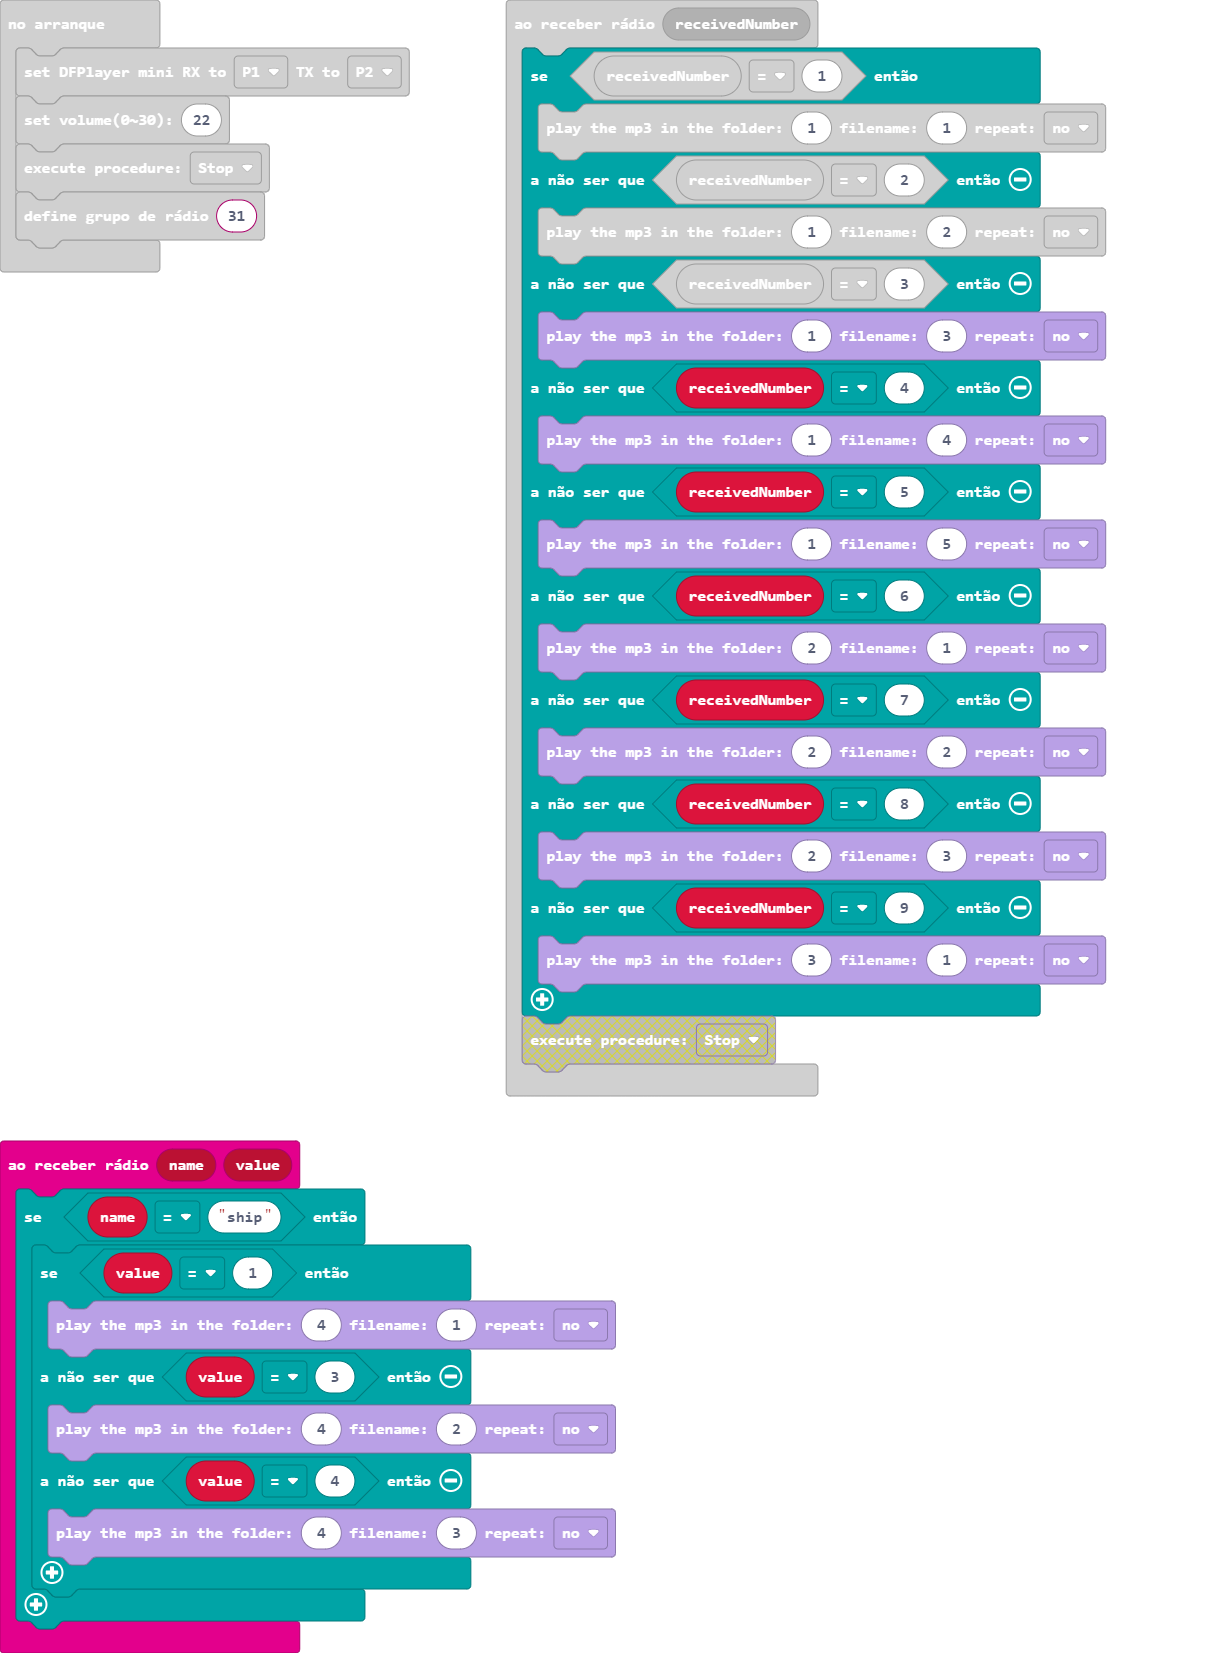 no arranque
set DFPlayer mini RX to P1 TX to P2
set volume(0~30): 22
execute procedure: Stop
define grupo de rádio 31
ao receber rádio receivedNumber
se receivedNumber = 1 então
play the mp3 in the folder: 1 filename: 1 repeat: no
a não ser que receivedNumber = 2 então
play the mp3 in the folder: 1 filename: 2 repeat: no
a não ser que receivedNumber = 3 então
play the mp3 in the folder: 1 filename: 3 repeat: no
a não ser que receivedNumber = 4 então
play the mp3 in the folder: 1 filename: 4 repeat: no
a não ser que receivedNumber = 5 então
play the mp3 in the folder: 1 filename: 5 repeat: no
a não ser que receivedNumber = 6 então
play the mp3 in the folder: 2 filename: 1 repeat: no
a não ser que receivedNumber = 7 então
play the mp3 in the folder: 2 filename: 2 repeat: no
a não ser que receivedNumber = 8 então
play the mp3 in the folder: 2 filename: 3 repeat: no
a não ser que receivedNumber = 9 então
play the mp3 in the folder: 3 filename: 1 repeat: no
execute procedure: Stop
ao receber rádio name value
se name = "ship" então
se value = 1 então
play the mp3 in the folder: 4 filename: 1 repeat: no
a não ser que value = 3 então
play the mp3 in the folder: 4 filename: 2 repeat: no
a não ser que value = 4 então
play the mp3 in the folder: 4 filename: 3 repeat: no